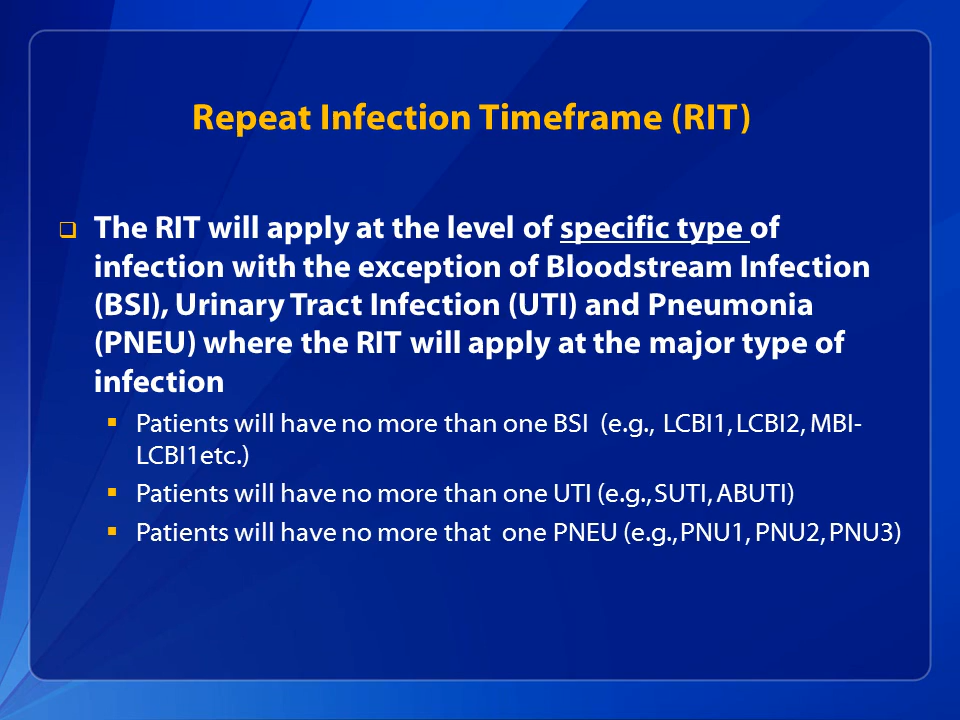 Repeat Infection Timeframe (RIT)
The RIT will apply at the level of specific type of
infection with the exception of Bloodstream Infection
(BSI), Urinary Tract Infection (UTI) and Pneumonia
(PNEU) where the RIT will apply at the major type of
infection
Patients will have no more than one BSI (e.g., LCBI1, LCBI2, MBI-
LCBI1etc.)
Patients will have no more than one UTI (e.g., SUTI, ABUTI)
Patients will have no more that one PNEU (e.g., PNU1, PNU2, PNU3)